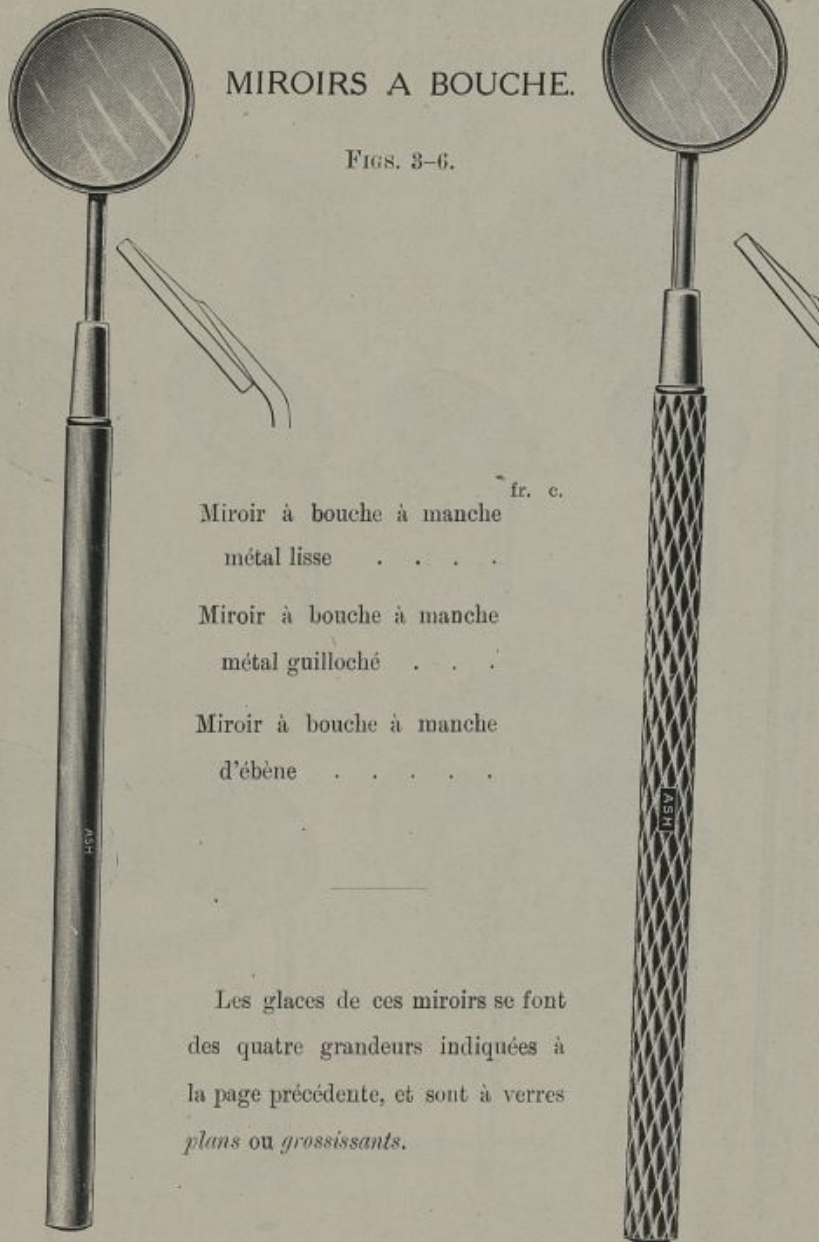 MIROIRS A BOUCHE.
FIGS. 3–6.
fr. c.
Miroir à bouche à manche
métal lisse . . . .
Miroir à bouche à manche
métal guilloché . . .
Miroir à bouche à manche
d'ébène . . . . .
ASH
ASH
Les glaces de ces miroirs se font
des quatre grandeurs indiquées à
la page précédente, et sont à verres
plans ou grossissants.